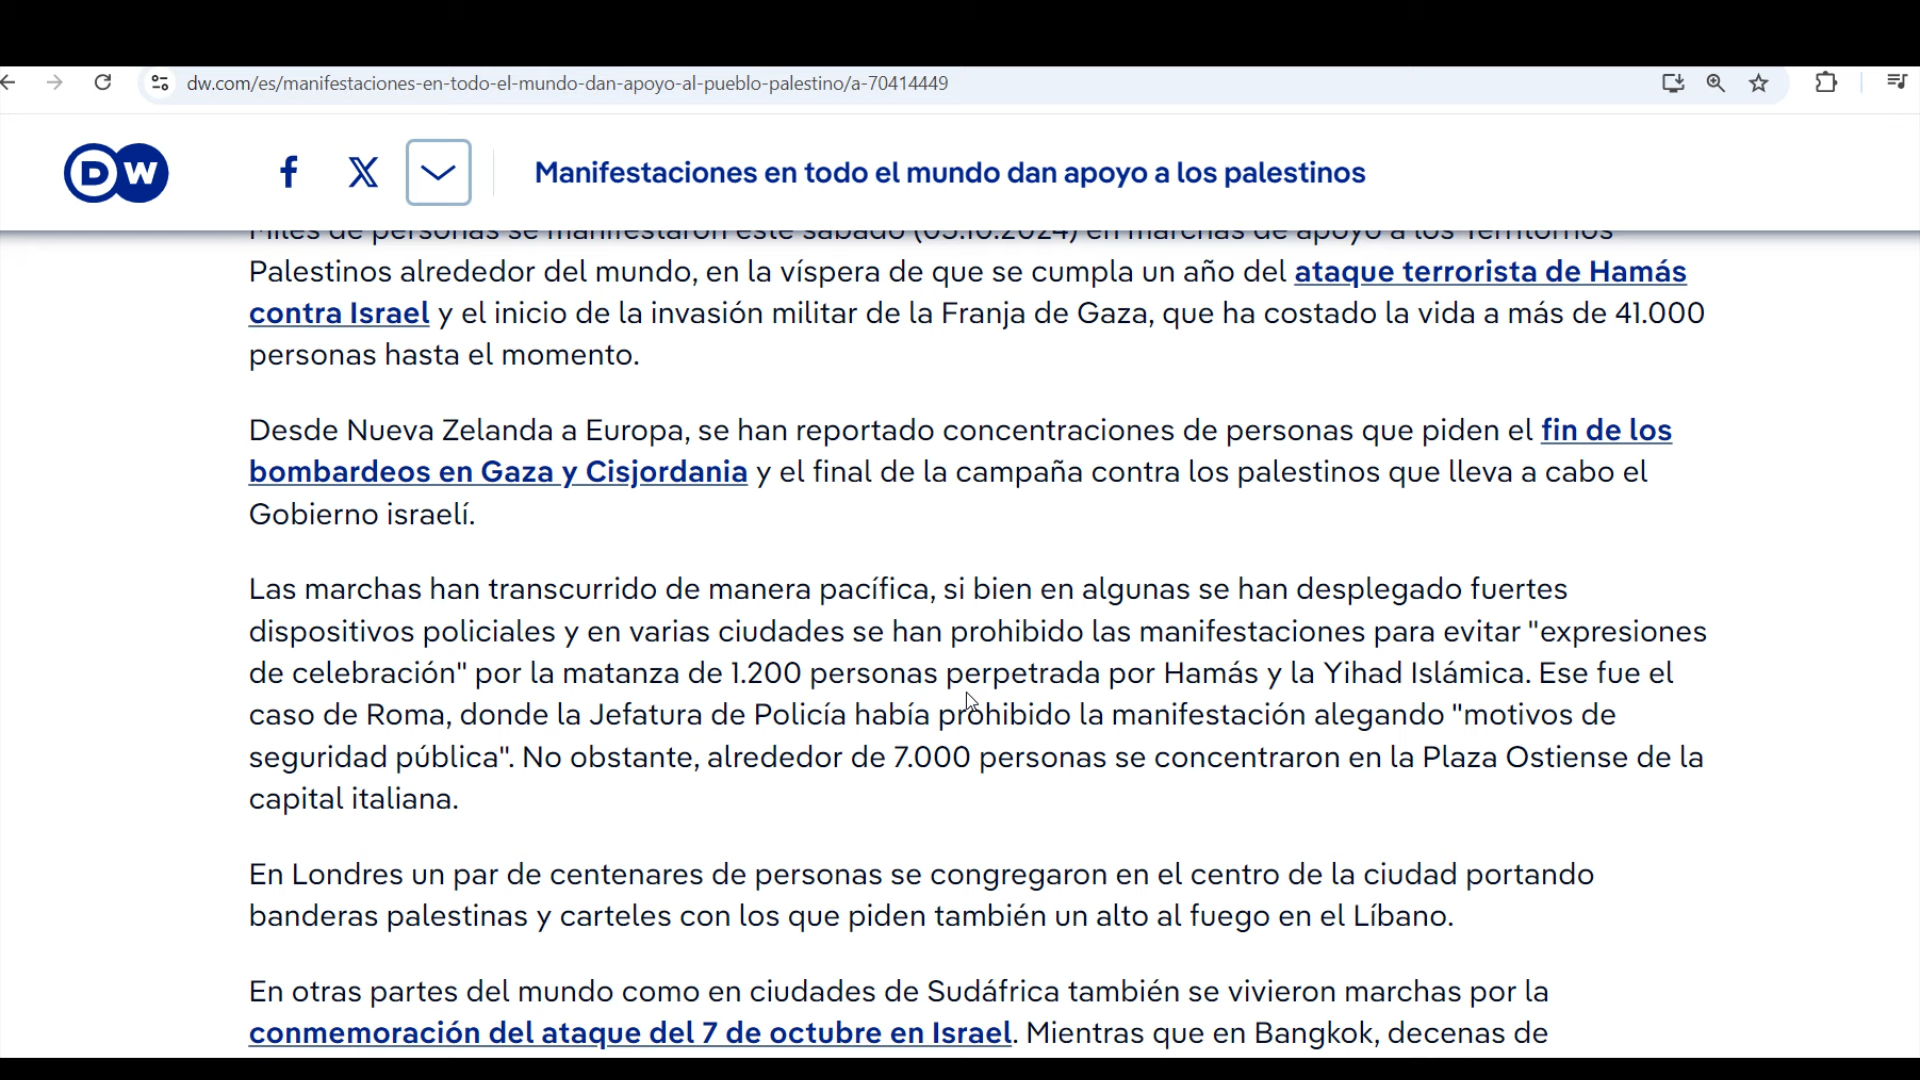 dw.com/es/manifestaciones-en-todo-el-mundo-dan-apoyo-al-pueblo-palestino/a-70414449
DW
Manifestaciones en todo el mundo dan apoyo a los palestinos
Miles de personas se manifestaron este sábado (05.10.2024) en marchas de apoyo a los Territorios
Palestinos alrededor del mundo, en la víspera de que se cumpla un año del ataque terrorista de Hamás
contra Israel y el inicio de la invasión militar de la Franja de Gaza, que ha costado la vida a más de 41.000
personas hasta el momento.
Desde Nueva Zelanda a Europa, se han reportado concentraciones de personas que piden el fin de los
bombardeos en Gaza y Cisjordania y el final de la campaña contra los palestinos que lleva a cabo el
Gobierno israelí.
Las marchas han transcurrido de manera pacífica, si bien en algunas se han desplegado fuertes
dispositivos policiales y en varias ciudades se han prohibido las manifestaciones para evitar "expresiones
de celebración" por la matanza de 1.200 personas perpetrada por Hamás y la Yihad Islámica. Ese fue el
caso de Roma, donde la Jefatura de Policía había prohibido la manifestación alegando "motivos de
seguridad pública". No obstante, alrededor de 7.000 personas se concentraron en la Plaza Ostiense de la
capital italiana.
En Londres un par de centenares de personas se congregaron en el centro de la ciudad portando
banderas palestinas y carteles con los que piden también un alto al fuego en el Líbano.
En otras partes del mundo como en ciudades de Sudáfrica también se vivieron marchas por la
conmemoración del ataque del 7 de octubre en Israel. Mientras que en Bangkok, decenas de